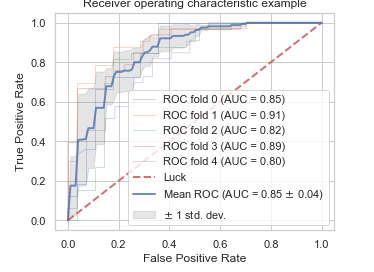 Receiver operating characteristic example
True Positive Rate
1.0
0.8
0.6
0.4
0.2
0.0
ROC fold 0 (AUC = 0.85)
ROC fold 1 (AUC = 0.91)
ROC fold 2 (AUC = 0.82)
ROC fold 3 (AUC = 0.89)
ROC fold 4 (AUC = 0.80)
Luck
Mean ROC (AUC = 0.85 ± 0.04)
± 1 std. dev.
0.0 0.2 0.4 0.6 0.8 1.0
False Positive Rate